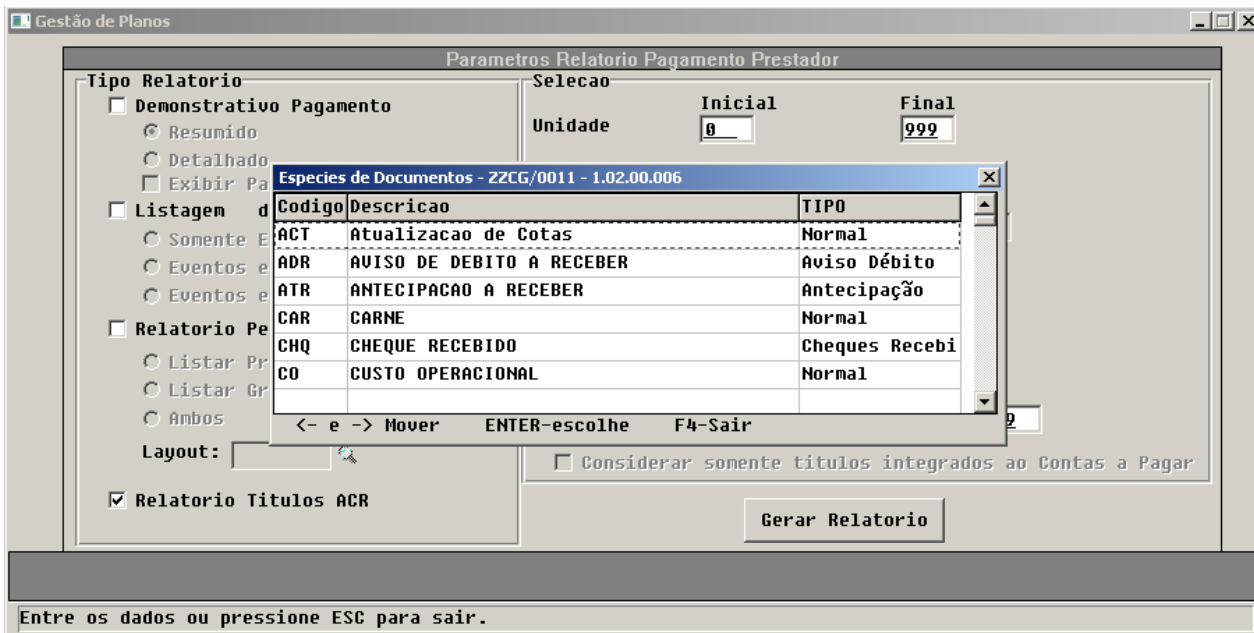 Gestão de Planos
Parametros Relatorio Pagamento Prestador
Tipo Relatorio
Selecao
Demonstrativo Pagamento
Inicial
Final
Resumido
Unidade
0
999
Detalhado
Exibir Pa
Especies de Documentos - ZZCG/0011 - 1.02.00.006
Listagem d
Codigo Descricao TIPO
Somente E
ACT Atualizacao de Cotas Normal
Eventos e
ADR AVISO DE DEBITO A RECEBER Aviso Débito
Eventos e
ATR ANTECIPACAO A RECEBER Antecipação
Relatorio Pe
CAR CARNE Normal
Listar Pr
CHQ CHEQUE RECEBIDO Cheques Recebi
Listar Gr
CO CUSTO OPERACIONAL Normal
Ambos
<- e -> Mover ENTER-escolhe F4-Sair
Layout:
Considerar somente titulos integrados ao Contas a Pagar
Relatorio Titulos ACR
Gerar Relatorio
Entre os dados ou pressione ESC para sair.